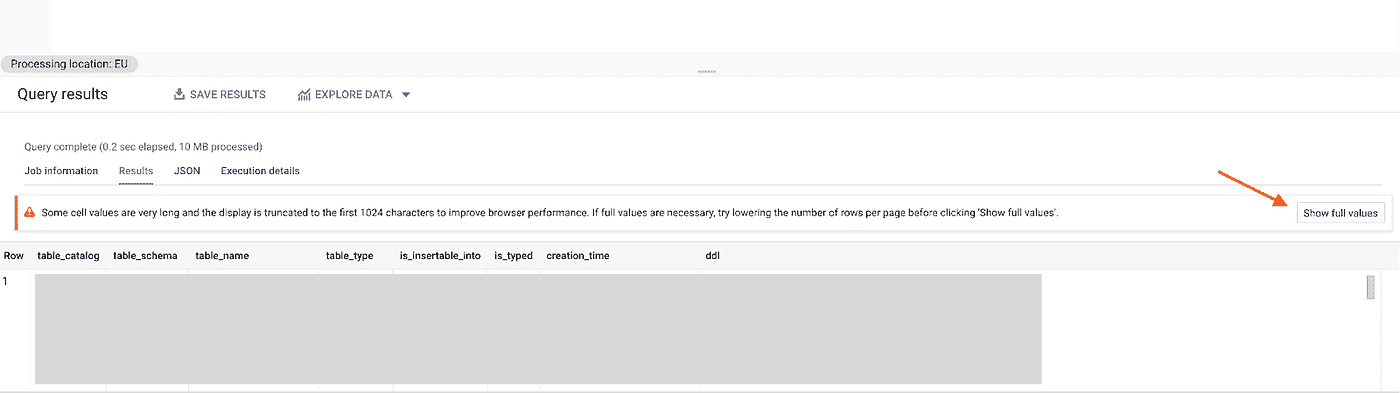 Processing location: EU
Query results SAVE RESULTS EXPLORE DATA
Query complete (0.2 sec elapsed, 10 MB processed)
Job information Results JSON Execution details
Some cell values are very long and the display is truncated to the first 1024 characters to improve browser performance. If full values are necessary, try lowering the number of rows per page before clicking 'Show full values'. Show full values
Row table_catalog table_schema table_name table_type is_insertable_into is_typed creation_time ddl
1